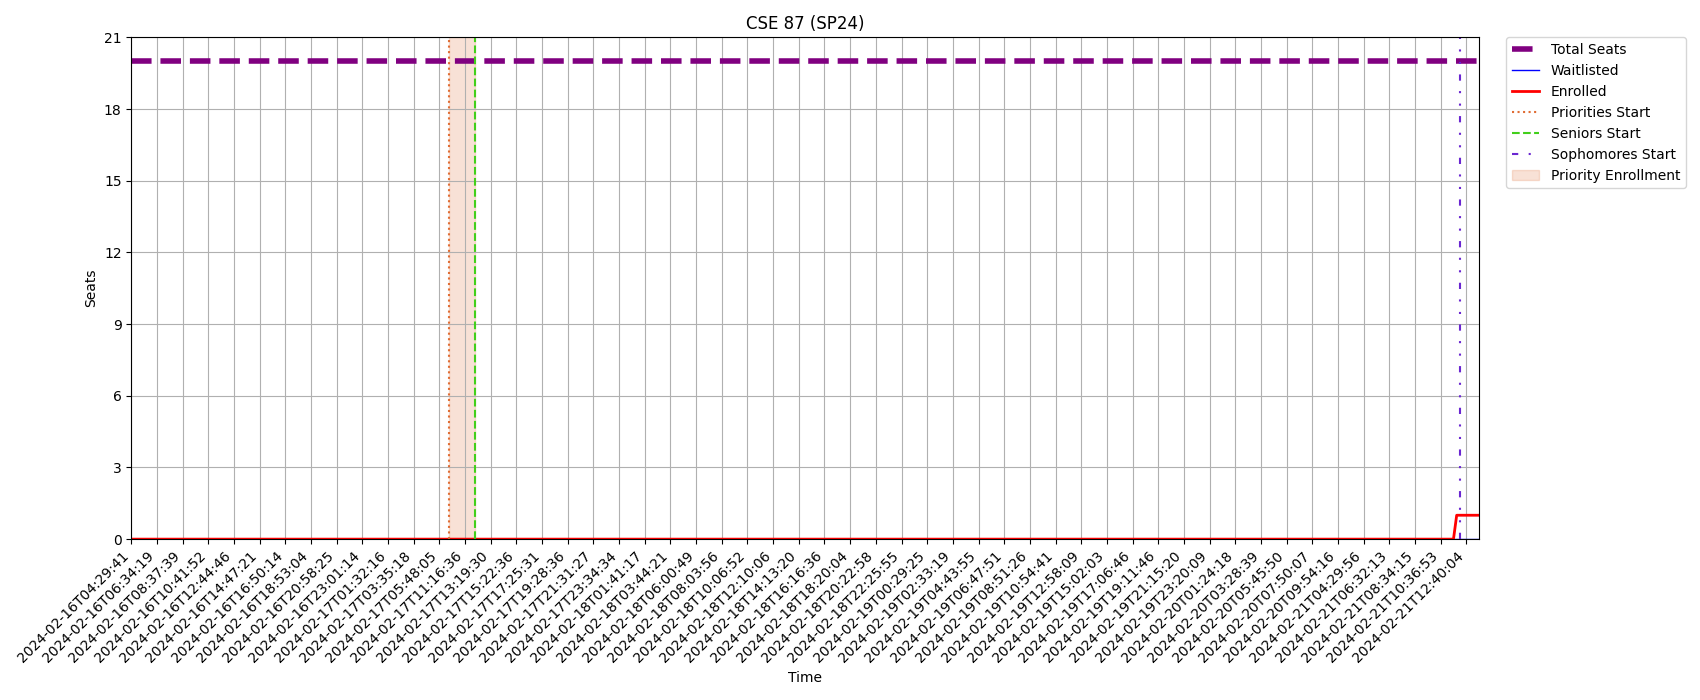 CSE 87 (SP24)
Seats
21
18
15
12
9
6
3
0
2024-02-16T04:29:41
2024-02-16T06:34:19
2024-02-16T08:37:39
2024-02-16T10:41:52
2024-02-16T12:44:46
2024-02-16T14:47:21
2024-02-16T16:50:14
2024-02-16T18:53:04
2024-02-16T20:58:25
2024-02-16T23:01:14
2024-02-17T01:32:16
2024-02-17T03:35:18
2024-02-17T05:48:05
2024-02-17T11:16:36
2024-02-17T13:19:30
2024-02-17T15:22:36
2024-02-17T17:25:31
2024-02-17T19:28:36
2024-02-17T21:31:27
2024-02-17T23:34:34
2024-02-18T01:41:17
2024-02-18T03:44:21
2024-02-18T06:00:49
2024-02-18T08:03:56
2024-02-18T10:06:52
2024-02-18T12:10:06
2024-02-18T14:13:20
2024-02-18T16:16:36
2024-02-18T18:20:04
2024-02-18T20:22:58
2024-02-18T22:25:55
2024-02-19T00:29:25
2024-02-19T02:33:19
2024-02-19T04:43:55
2024-02-19T06:47:51
2024-02-19T08:51:26
2024-02-19T10:54:41
2024-02-19T12:58:09
2024-02-19T15:02:03
2024-02-19T17:06:46
2024-02-19T19:11:46
2024-02-19T21:15:20
2024-02-19T23:20:09
2024-02-20T01:24:18
2024-02-20T03:28:39
2024-02-20T05:45:50
2024-02-20T07:50:07
2024-02-20T09:54:16
2024-02-21T04:29:56
2024-02-21T06:32:13
2024-02-21T08:34:15
2024-02-21T10:36:53
2024-02-21T12:40:04
Time
Total Seats
Waitlisted
Enrolled
Priorities Start
Seniors Start
Sophomores Start
Priority Enrollment